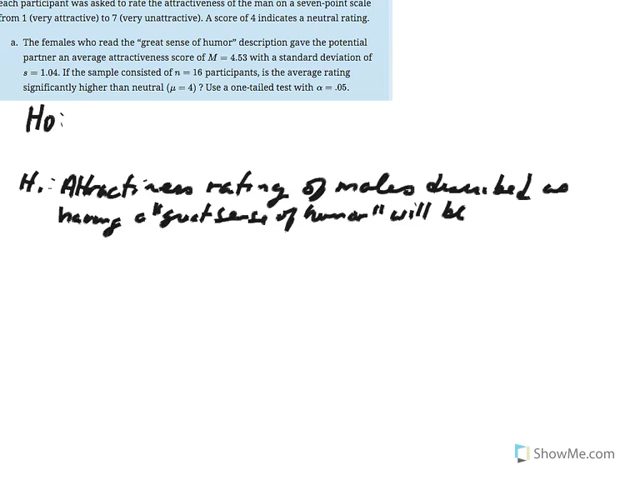 each participant was asked to rate the attractiveness of the man on a seven-point scale
from 1 (very attractive) to 7 (very unattractive). A score of 4 indicates a neutral rating.
a. The females who read the “great sense of humor” description gave the potential
partner an average attractiveness score of M = 4.53 with a standard deviation of
s = 1.04. If the sample consisted of n = 16 participants, is the average rating
significantly higher than neutral (μ = 4) ? Use a one-tailed test with α = .05.
Ho:
H1: Attractiness rating of males described as
having a "great sense of humor" will be
ShowMe.com